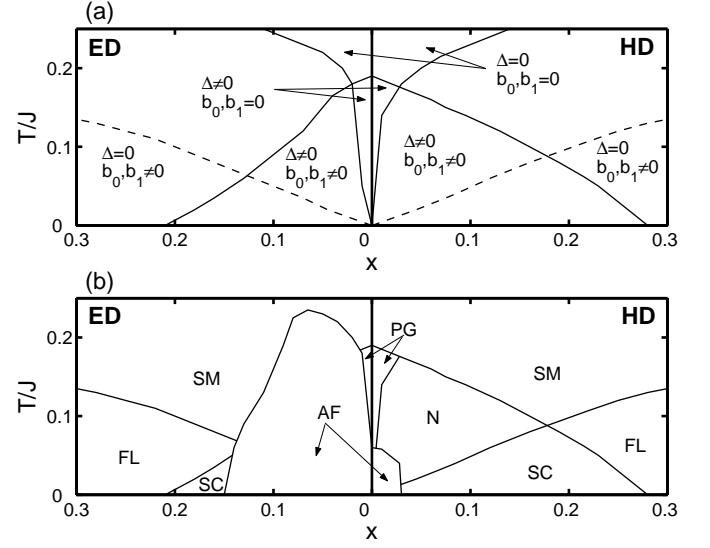 (a)
ED
HD
Δ=0
b₀,b₁=0
Δ≠0
b₀,b₁=0
Δ=0
b₀,b₁≠0
Δ≠0
b₀,b₁≠0
Δ≠0
b₀,b₁≠0
Δ=0
b₀,b₁≠0
T/J
0.2
0.1
0
0.3
0.2
0.1
0
0.1
0.2
0.3
x
(b)
ED
HD
PG
SM
SM
AF
N
FL
FL
SC
SC
T/J
0.2
0.1
0
0.3
0.2
0.1
0
0.1
0.2
0.3
x